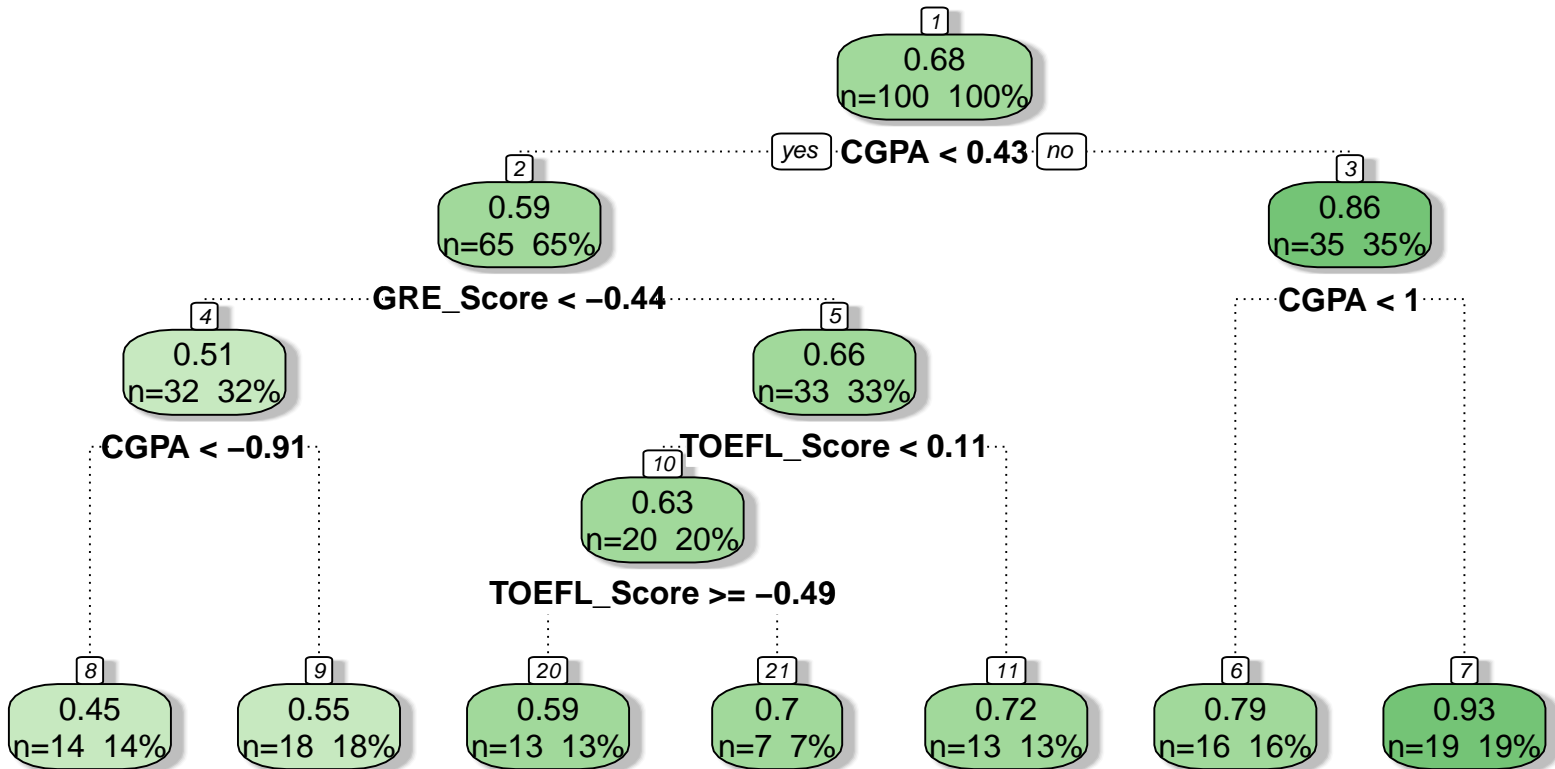 1
0.68
n=100 100%
yes CGPA < 0.43 no
2
0.59
n=65 65%
3
0.86
n=35 35%
GRE_Score < −0.44
CGPA < 1
4
0.51
n=32 32%
5
0.66
n=33 33%
CGPA < −0.91
TOEFL_Score < 0.11
10
0.63
n=20 20%
TOEFL_Score >= −0.49
8
0.45
n=14 14%
9
0.55
n=18 18%
20
0.59
n=13 13%
21
0.7
n=7 7%
11
0.72
n=13 13%
6
0.79
n=16 16%
7
0.93
n=19 19%